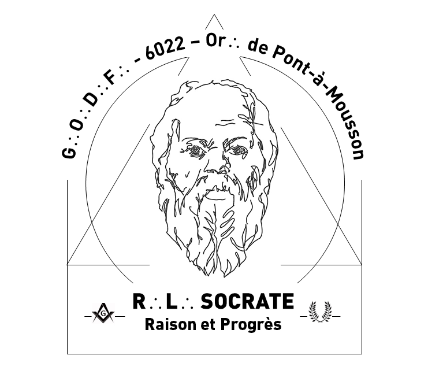 G∴O∴D∴F∴ - 6022 – Or∴ de Pont-à-Mousson
R∴L∴ SOCRATE
Raison et Progrès
G